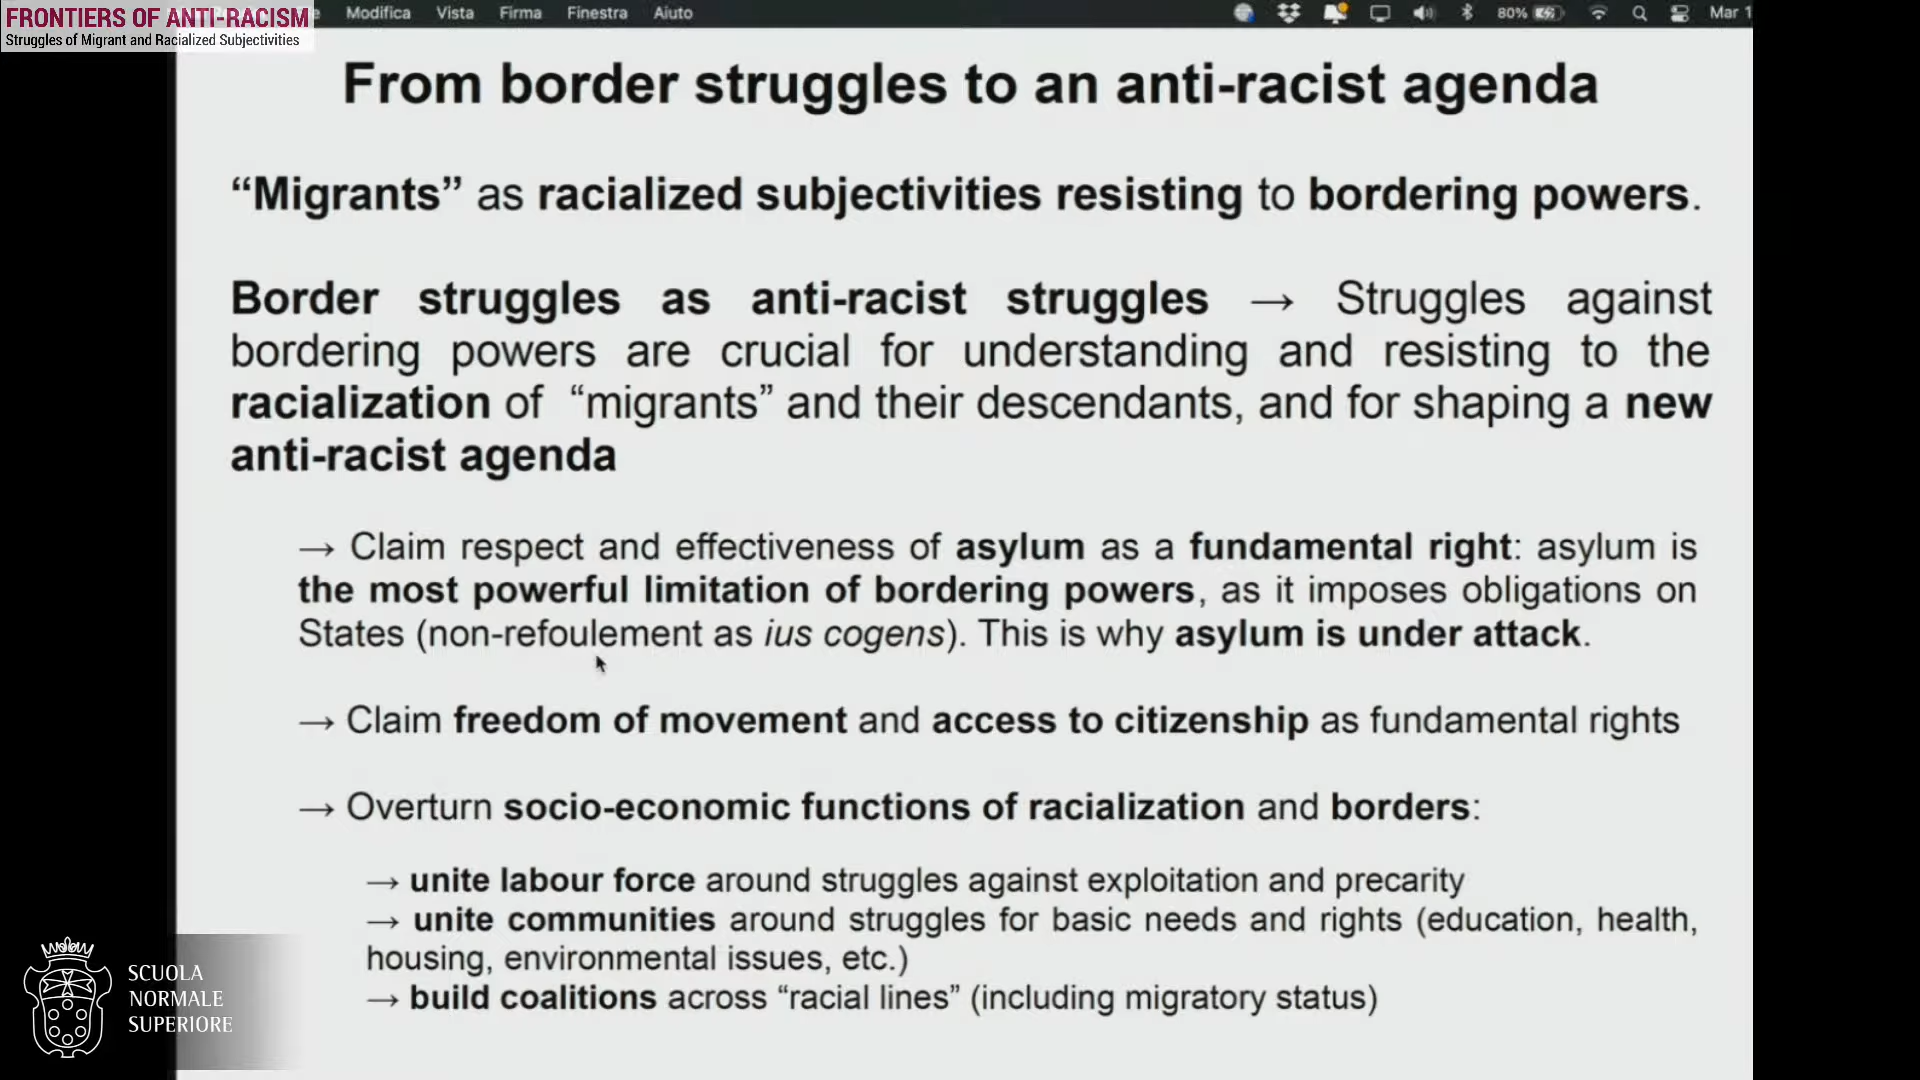 FRONTIERS OF ANTI-RACISM
Struggles of Migrant and Racialized Subjectivities
Modifica Vista Firma Finestra Aiuto 80% Mar 1
From border struggles to an anti-racist agenda
“Migrants” as racialized subjectivities resisting to bordering powers.
Border struggles as anti-racist struggles → Struggles against
bordering powers are crucial for understanding and resisting to the
racialization of “migrants” and their descendants, and for shaping a new
anti-racist agenda
→ Claim respect and effectiveness of asylum as a fundamental right: asylum is
the most powerful limitation of bordering powers, as it imposes obligations on
States (non-refoulement as ius cogens). This is why asylum is under attack.
→ Claim freedom of movement and access to citizenship as fundamental rights
→ Overturn socio-economic functions of racialization and borders:
→ unite labour force around struggles against exploitation and precarity
→ unite communities around struggles for basic needs and rights (education, health,
housing, environmental issues, etc.)
→ build coalitions across “racial lines” (including migratory status)
SCUOLA
NORMALE
SUPERIORE